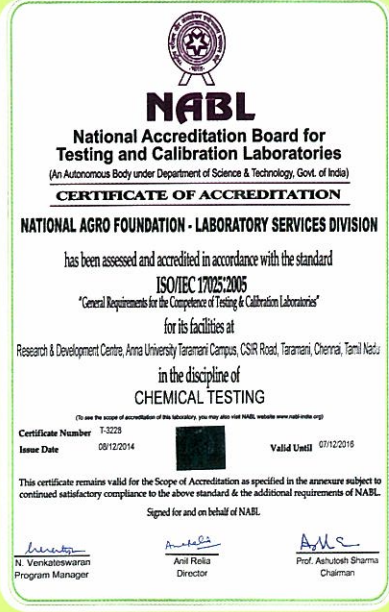 NABL
National Accreditation Board for
Testing and Calibration Laboratories
(An Autonomous Body under Department of Science & Technology, Govt. of India)
CERTIFICATE OF ACCREDITATION
NATIONAL AGRO FOUNDATION - LABORATORY SERVICES DIVISION
has been assessed and accredited in accordance with the standard
ISO/IEC 17025:2005
"General Requirements for the Competence of Testing & Calibration Laboratories"
for its facilities at
Research & Development Centre, Anna University Taramani Campus, CSIR Road, Taramani, Chennai, Tamil Nadu
in the discipline of
CHEMICAL TESTING
(To see the scope of accreditation of this laboratory, you may also visit NABL website www.nabl-india.org)
Certificate Number T-3228
Issue Date 08/12/2014 Valid Until 07/12/2016
This certificate remains valid for the Scope of Accreditation as specified in the annexure subject to
continued satisfactory compliance to the above standard & the additional requirements of NABL.
Signed for and on behalf of NABL
N. Venkateswaran Anil Relia Prof. Ashutosh Sharma
Program Manager Director Chairman